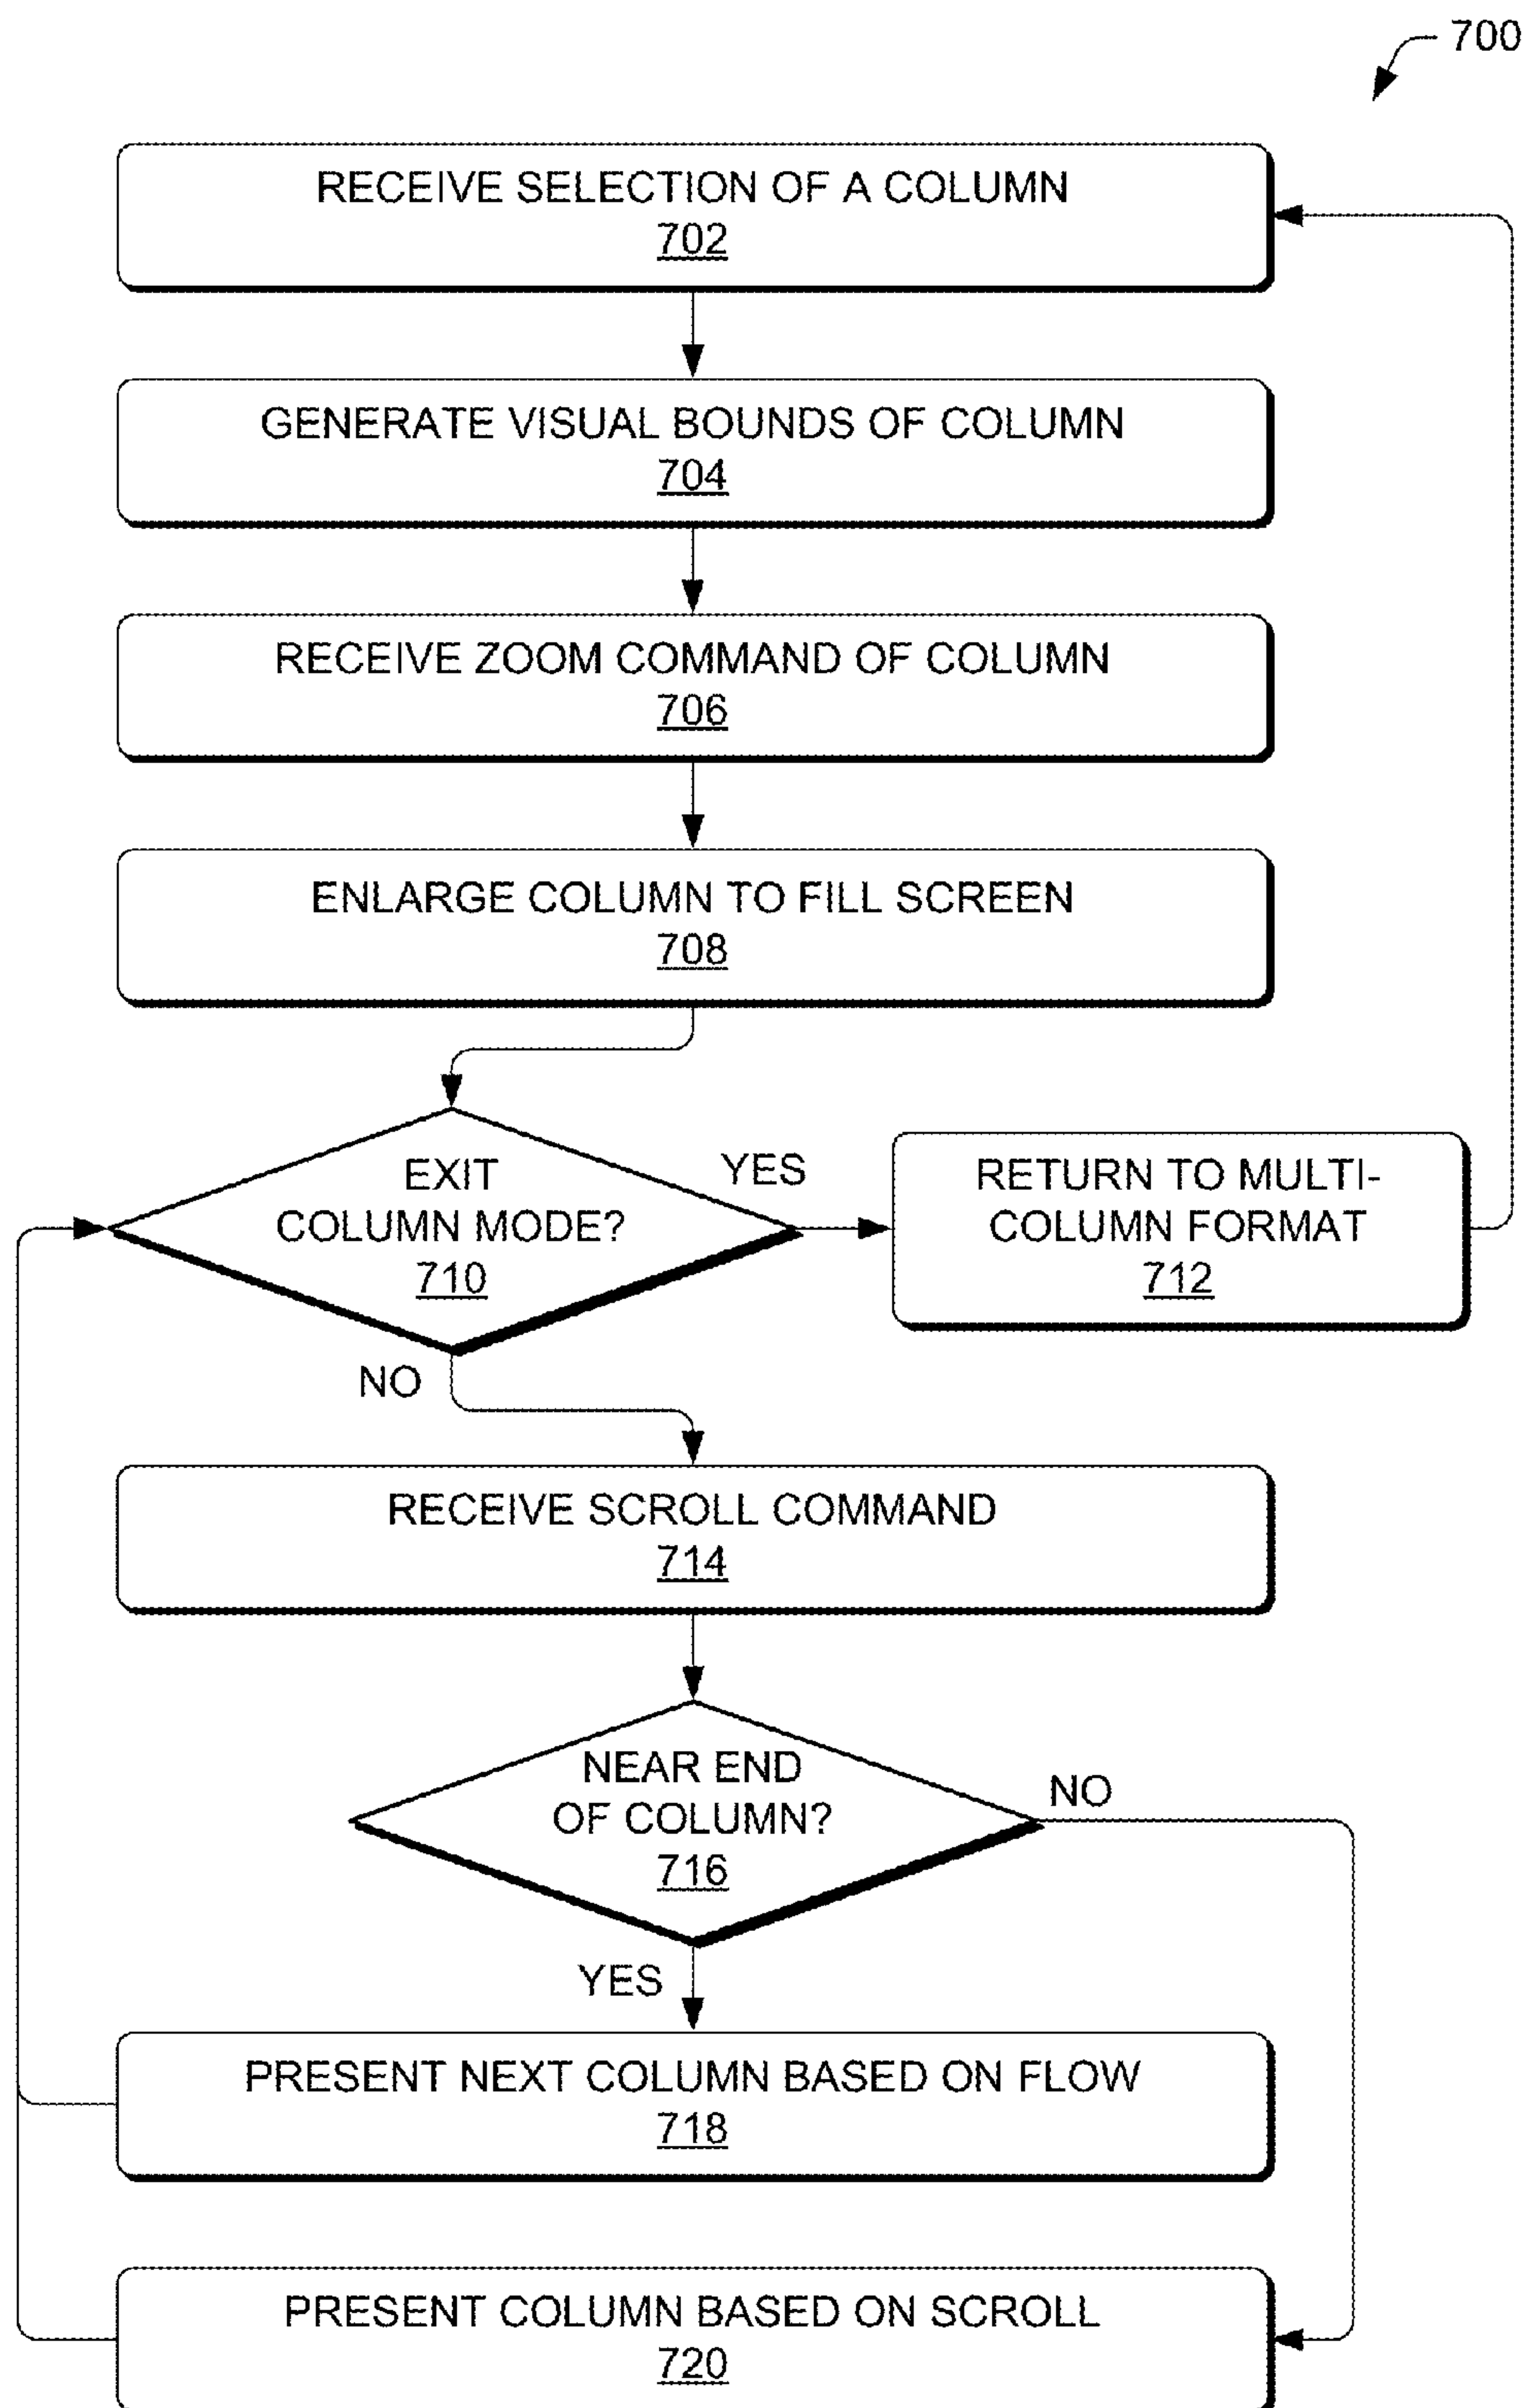 700
RECEIVE SELECTION OF A COLUMN
702
GENERATE VISUAL BOUNDS OF COLUMN
704
RECEIVE ZOOM COMMAND OF COLUMN
706
ENLARGE COLUMN TO FILL SCREEN
708
EXIT
COLUMN MODE?
710
YES
RETURN TO MULTI-
COLUMN FORMAT
712
NO
RECEIVE SCROLL COMMAND
714
NEAR END
OF COLUMN?
716
NO
YES
PRESENT NEXT COLUMN BASED ON FLOW
718
PRESENT COLUMN BASED ON SCROLL
720